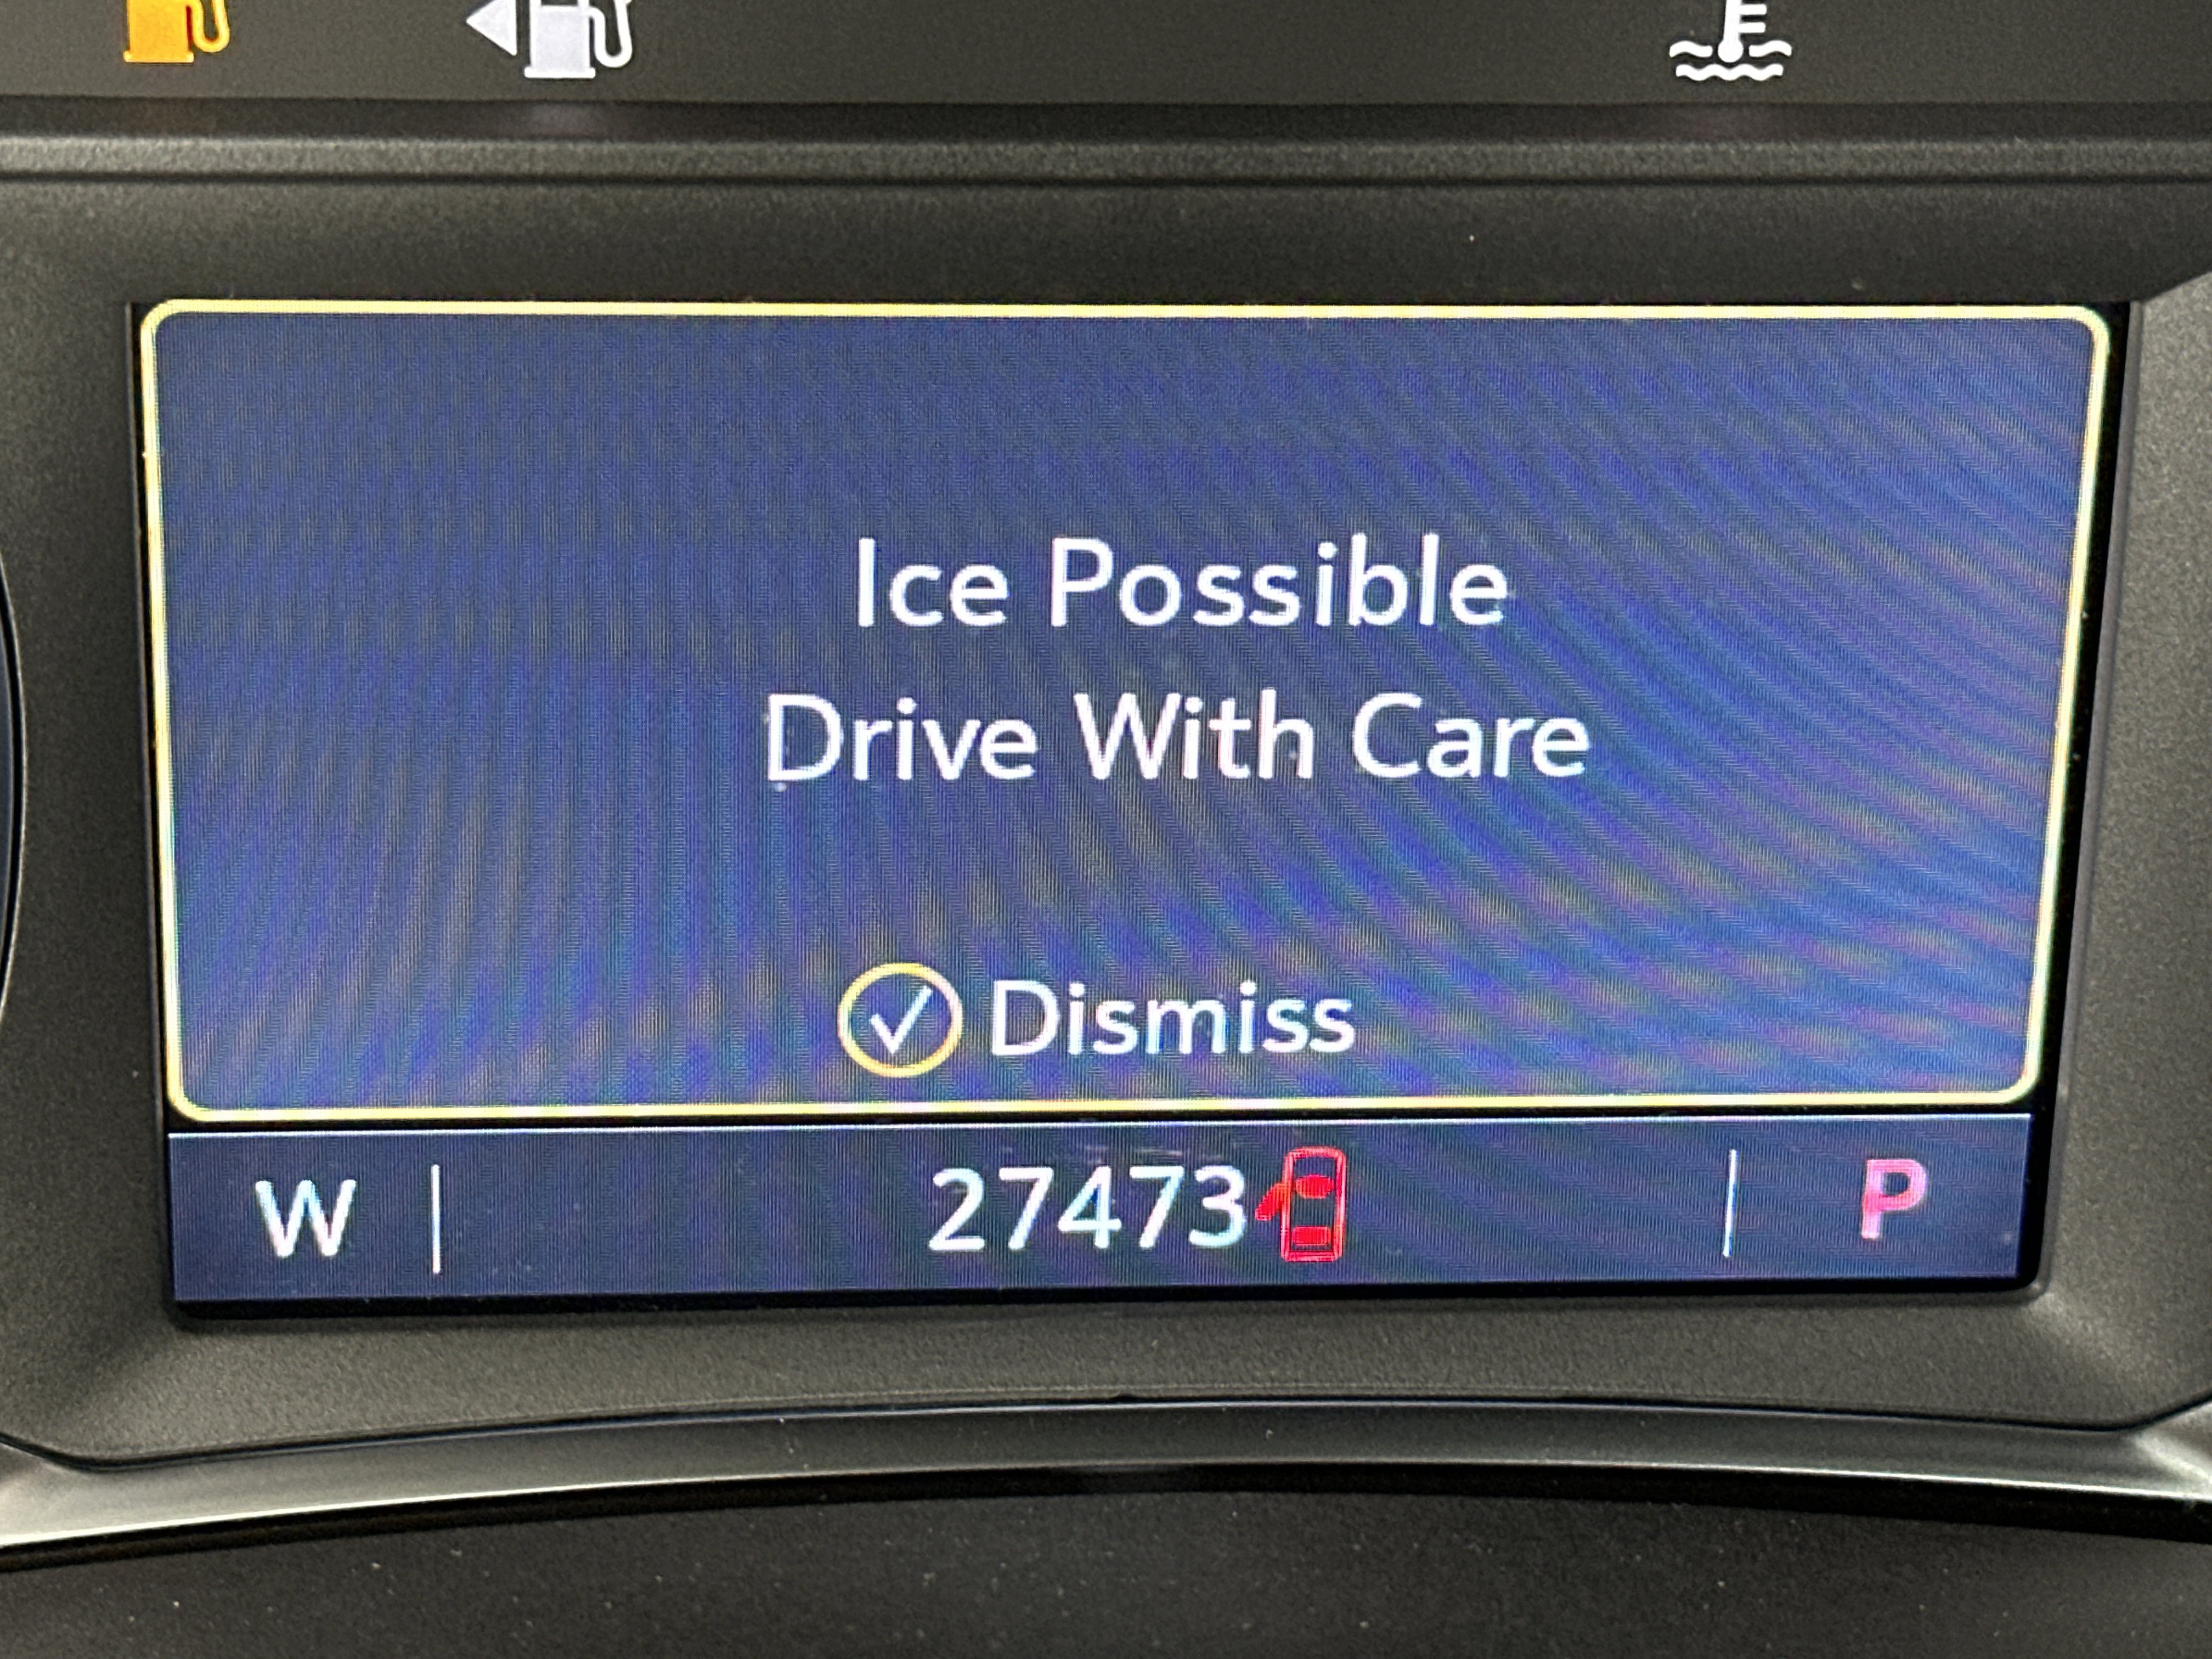 Ice Possible
Drive With Care
Dismiss
W 27473 P